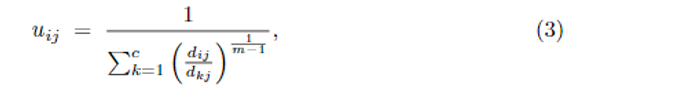 u_{ij} = \frac{1}{\sum_{k=1}^{c} \left( \frac{d_{ij}}{d_{kj}} \right)^{\frac{1}{m-1}}}, (3)